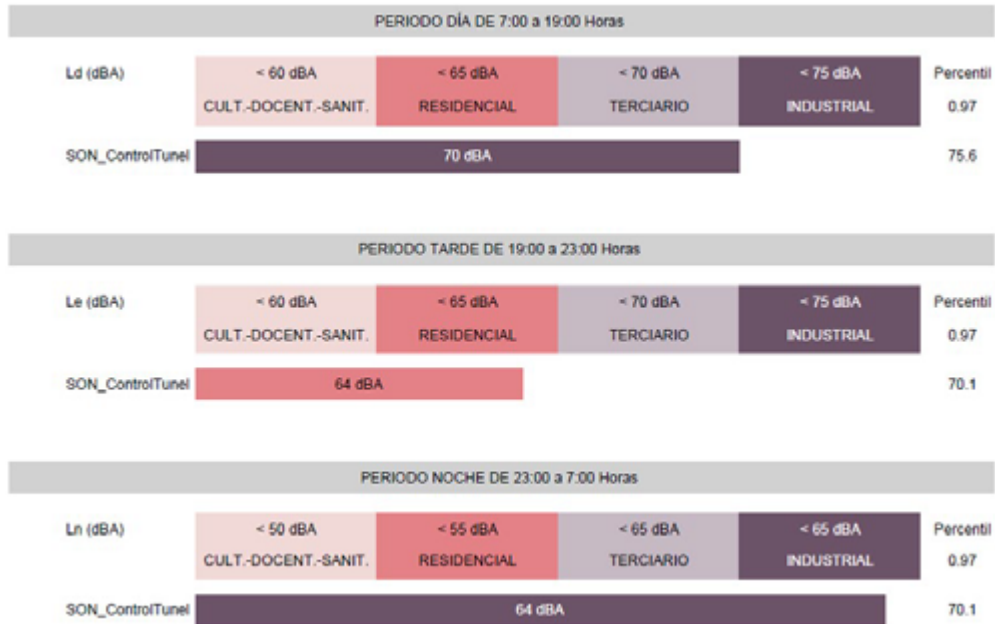 PERIODO DÍA DE 7:00 a 19:00 Horas
Ld (dBA) < 60 dBA < 65 dBA < 70 dBA < 75 dBA Percentil
CULT.-DOCENT.-SANIT. RESIDENCIAL TERCIARIO INDUSTRIAL 0.97
SON_ControlTunel 70 dBA 75.6
PERIODO TARDE DE 19:00 a 23:00 Horas
Le (dBA) < 60 dBA < 65 dBA < 70 dBA < 75 dBA Percentil
CULT.-DOCENT.-SANIT. RESIDENCIAL TERCIARIO INDUSTRIAL 0.97
SON_ControlTunel 64 dBA 70.1
PERIODO NOCHE DE 23:00 a 7:00 Horas
Ln (dBA) < 50 dBA < 55 dBA < 65 dBA < 65 dBA Percentil
CULT.-DOCENT.-SANIT. RESIDENCIAL TERCIARIO INDUSTRIAL 0.97
SON_ControlTunel 64 dBA 70.1